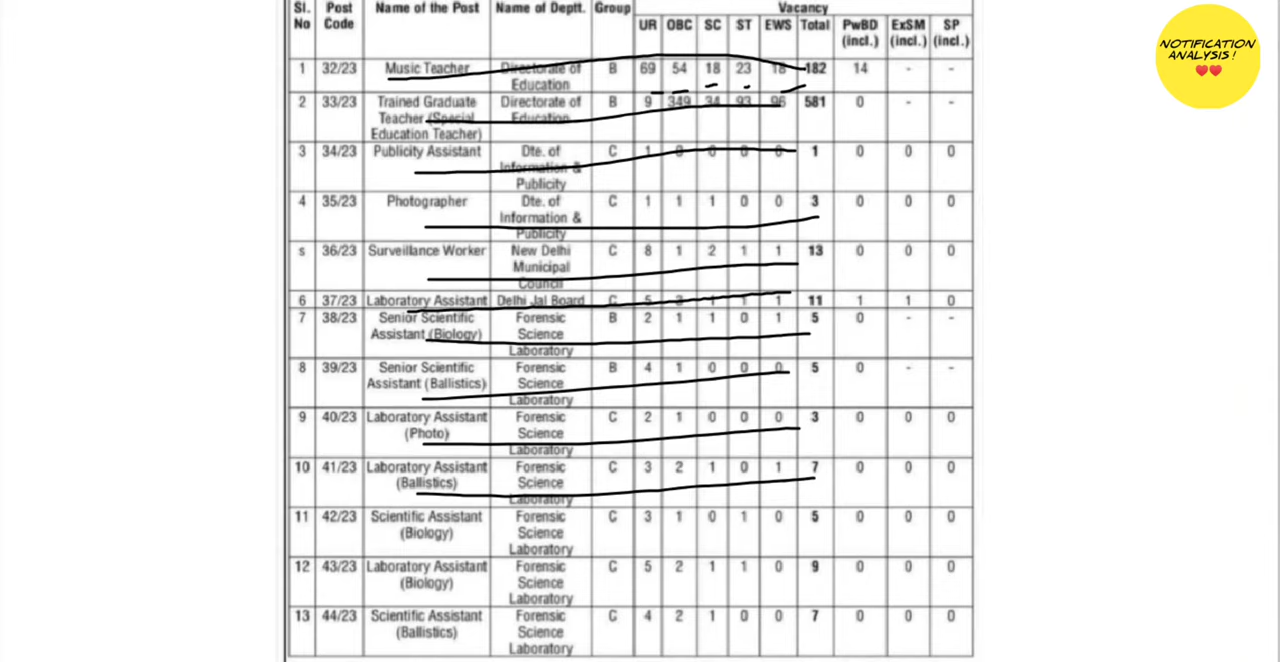 Sl. Post Name of the Post Name of Deptt. Group Vacancy
No Code UR OBC SC ST EWS Total PwBD ExSM SP
(incl.) (incl.) (incl.)
1 32/23 Music Teacher Directorate of B 69 54 18 23 18 182 14 - -
Education
2 33/23 Trained Graduate Directorate of B 9 349 34 93 96 581 0 - -
Teacher (Special Education
Education Teacher)
3 34/23 Publicity Assistant Dte. of C 1 0 0 0 0 1 0 0 0
Information &
Publicity
4 35/23 Photographer Dte. of C 1 1 1 0 0 3 0 0 0
Information &
Publicity
s 36/23 Surveillance Worker New Delhi C 8 1 2 1 1 13 0 0 0
Municipal
Council
6 37/23 Laboratory Assistant Delhi Jal Board C 5 3 1 1 1 11 1 1 0
7 38/23 Senior Scientific Forensic B 2 1 1 0 1 5 0 - -
Assistant (Biology) Science
Laboratory
8 39/23 Senior Scientific Forensic B 4 1 0 0 0 5 0 - -
Assistant (Ballistics) Science
Laboratory
9 40/23 Laboratory Assistant Forensic C 2 1 0 0 0 3 0 0 0
(Photo) Science
Laboratory
10 41/23 Laboratory Assistant Forensic C 3 2 1 0 1 7 0 0 0
(Ballistics) Science
Laboratory
11 42/23 Scientific Assistant Forensic C 3 1 0 1 0 5 0 0 0
(Biology) Science
Laboratory
12 43/23 Laboratory Assistant Forensic C 5 2 1 1 0 9 0 0 0
(Biology) Science
Laboratory
13 44/23 Scientific Assistant Forensic C 4 2 1 0 0 7 0 0 0
(Ballistics) Science
Laboratory
NOTIFICATION
ANALYSIS !